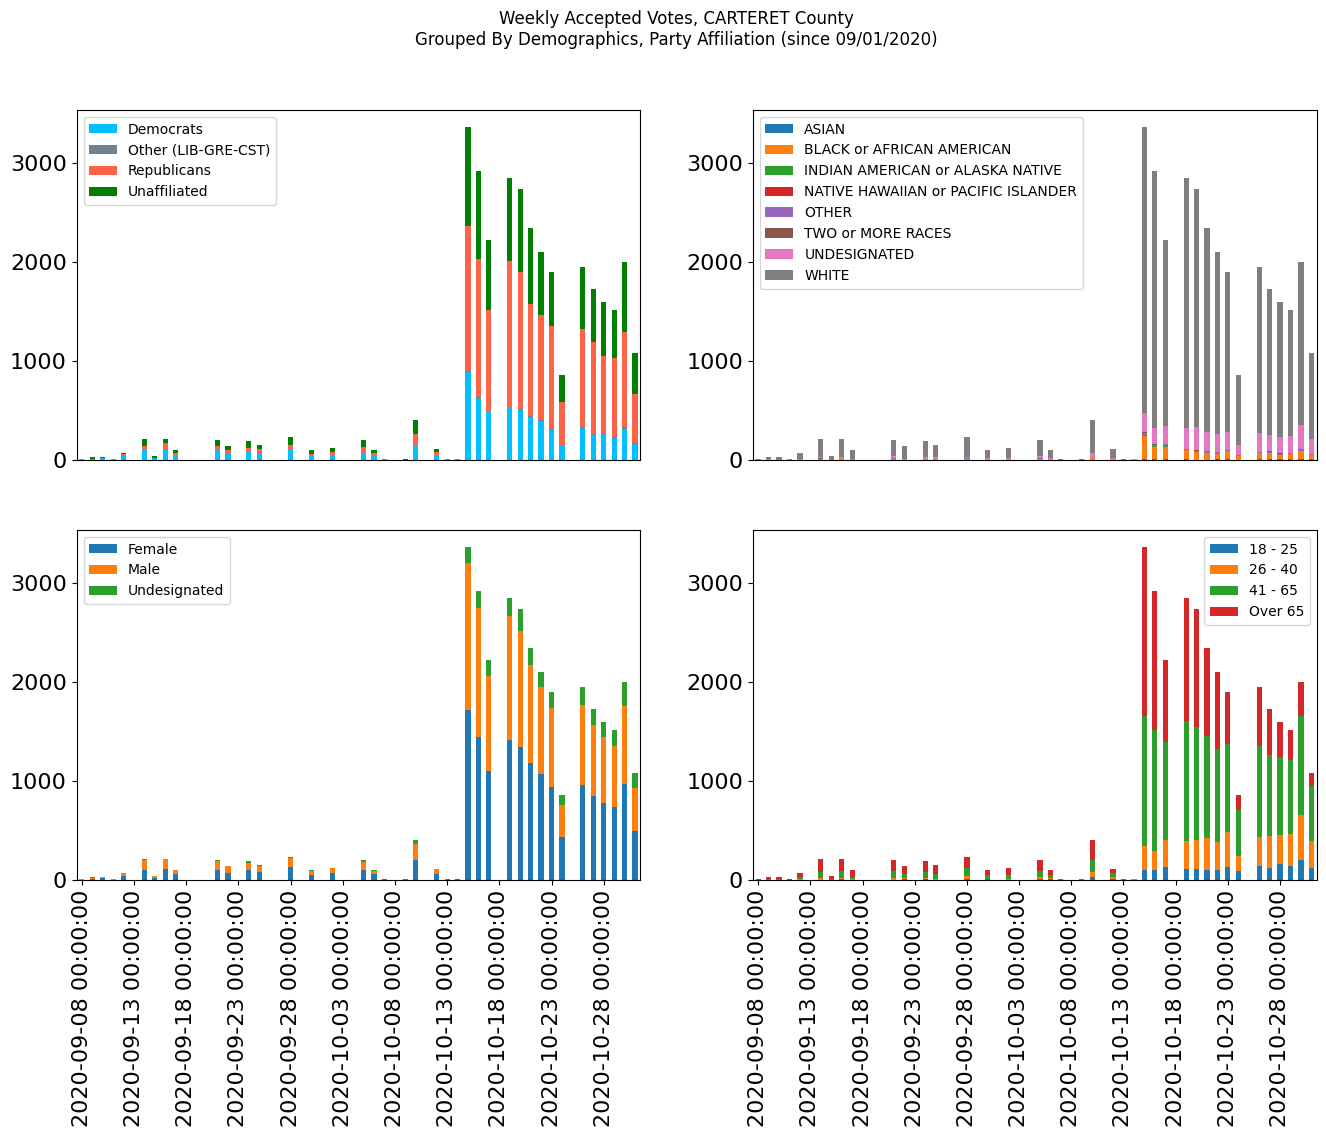 Weekly Accepted Votes, CARTERET County
Grouped By Demographics, Party Affiliation (since 09/01/2020)
Democrats
Other (LIB-GRE-CST)
Republicans
Unaffiliated
3000
2000
1000
0
ASIAN
BLACK or AFRICAN AMERICAN
INDIAN AMERICAN or ALASKA NATIVE
NATIVE HAWAIIAN or PACIFIC ISLANDER
OTHER
TWO or MORE RACES
UNDESIGNATED
WHITE
3000
2000
1000
0
Female
Male
Undesignated
3000
2000
1000
0
2020-09-08 00:00:00
2020-09-13 00:00:00
2020-09-18 00:00:00
2020-09-23 00:00:00
2020-09-28 00:00:00
2020-10-03 00:00:00
2020-10-08 00:00:00
2020-10-13 00:00:00
2020-10-18 00:00:00
2020-10-23 00:00:00
2020-10-28 00:00:00
18 - 25
26 - 40
41 - 65
Over 65
3000
2000
1000
0
2020-09-08 00:00:00
2020-09-13 00:00:00
2020-09-18 00:00:00
2020-09-23 00:00:00
2020-09-28 00:00:00
2020-10-03 00:00:00
2020-10-08 00:00:00
2020-10-13 00:00:00
2020-10-18 00:00:00
2020-10-23 00:00:00
2020-10-28 00:00:00